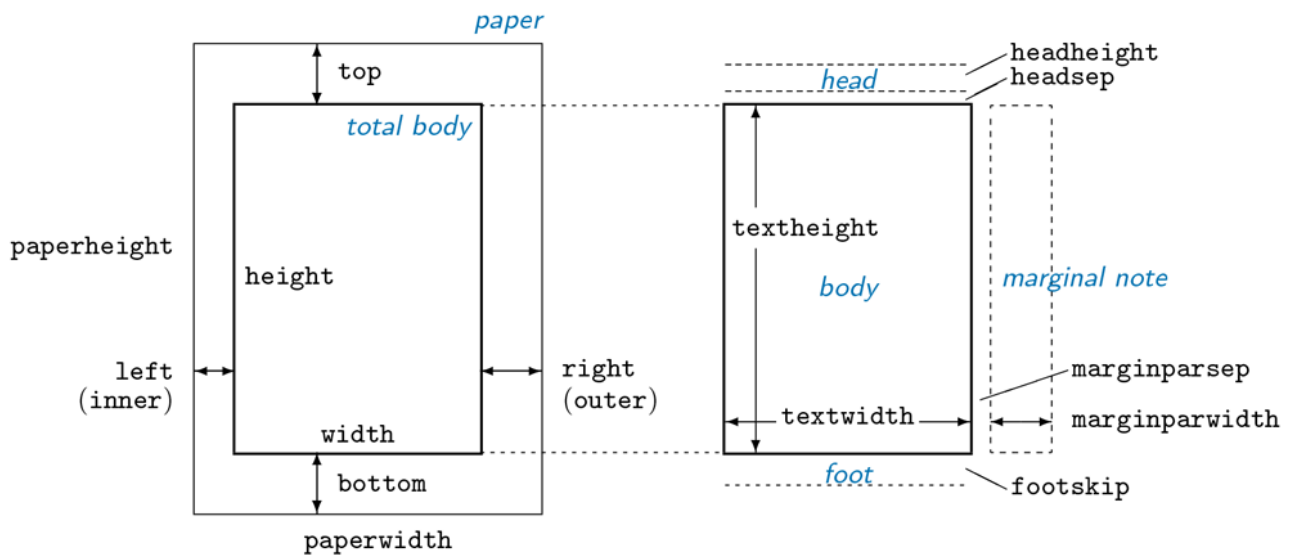 paper
top
total body
paperheight
height
left
(inner)
right
(outer)
width
bottom
paperwidth
headheight
head
headsep
textheight
body
marginal note
marginparsep
textwidth
marginparwidth
foot
footskip